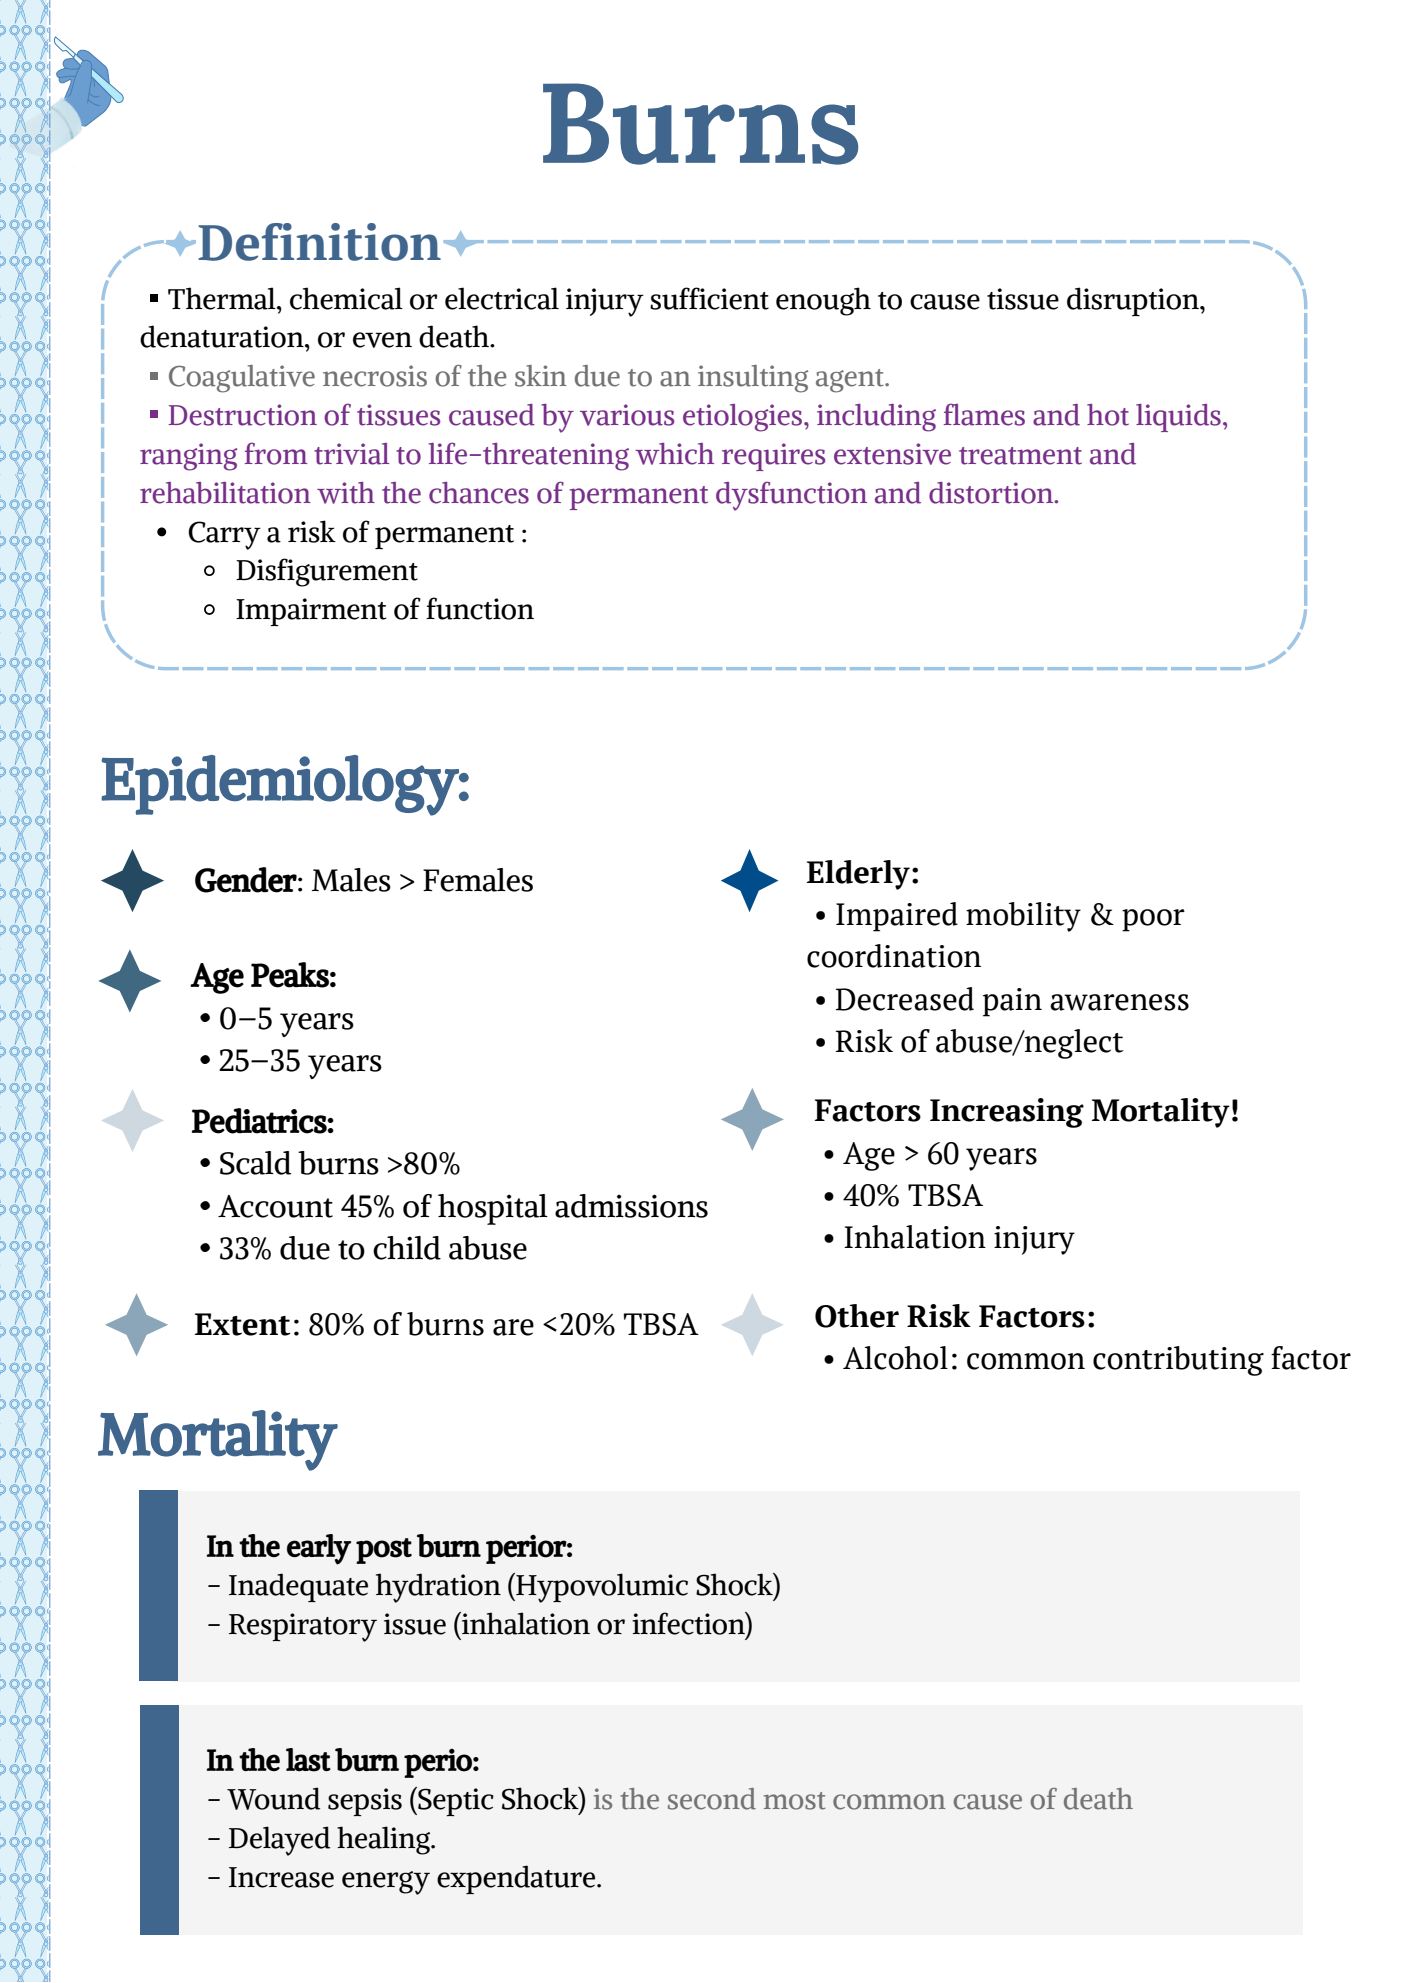 Burns
Definition
▪ Thermal, chemical or electrical injury sufficient enough to cause tissue disruption,
denaturation, or even death.
▪ Coagulative necrosis of the skin due to an insulting agent.
▪ Destruction of tissues caused by various etiologies, including flames and hot liquids,
ranging from trivial to life-threatening which requires extensive treatment and
rehabilitation with the chances of permanent dysfunction and distortion.
• Carry a risk of permanent :
○ Disfigurement
○ Impairment of function
Epidemiology:
Gender: Males > Females
Age Peaks:
• 0–5 years
• 25–35 years
Pediatrics:
• Scald burns >80%
• Account 45% of hospital admissions
• 33% due to child abuse
Extent: 80% of burns are <20% TBSA
Elderly:
• Impaired mobility & poor
coordination
• Decreased pain awareness
• Risk of abuse/neglect
Factors Increasing Mortality!
• Age > 60 years
• 40% TBSA
• Inhalation injury
Other Risk Factors:
• Alcohol: common contributing factor
Mortality
In the early post burn perior:
- Inadequate hydration (Hypovolumic Shock)
- Respiratory issue (inhalation or infection)
In the last burn perio:
- Wound sepsis (Septic Shock) is the second most common cause of death
- Delayed healing.
- Increase energy expendature.